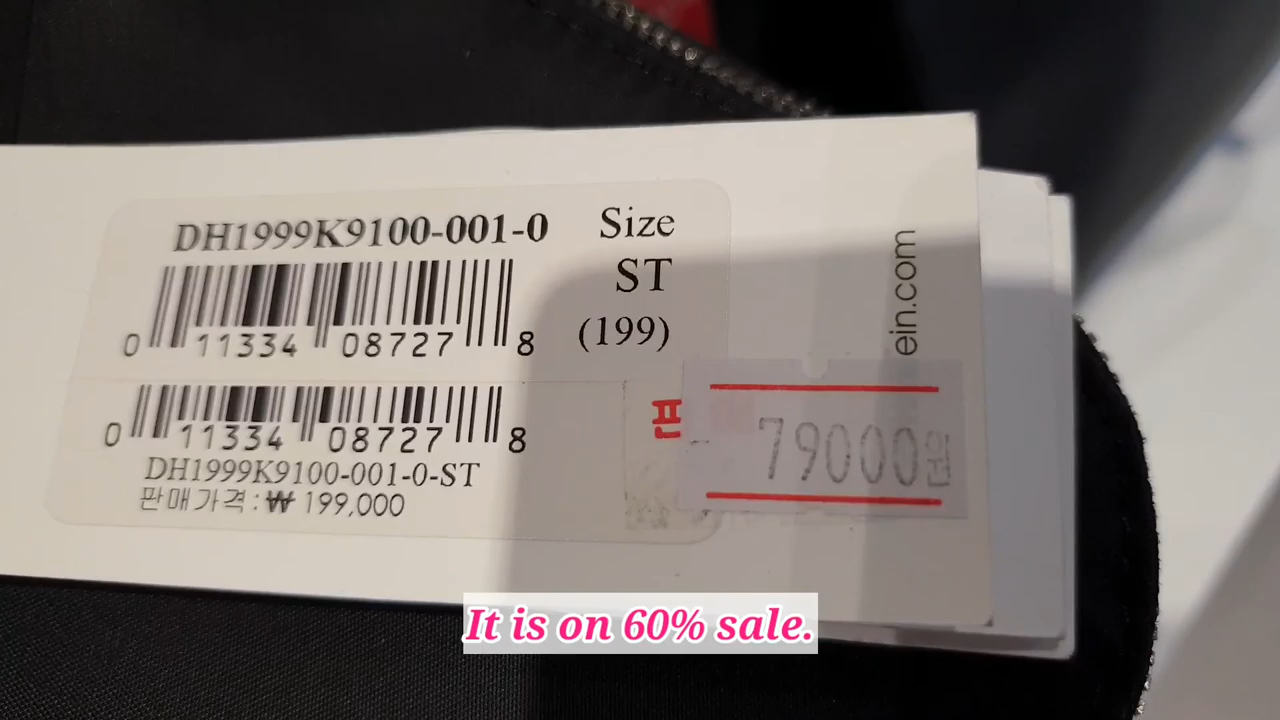 DH1999K9100-001-0
Size
ST
(199)
0 11334 08727 8
0 11334 08727 8
DH1999K9100-001-0-ST
판매가격:₩ 199,000
79000원
ein.com
It is on 60% sale.